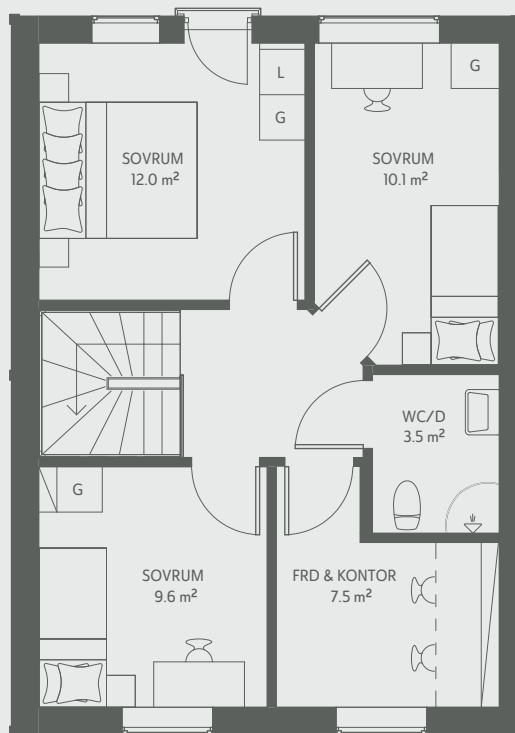 L
G
G
SOVRUM
12.0 m²
SOVRUM
10.1 m²
WC/D
3.5 m²
G
SOVRUM
9.6 m²
FRD & KONTOR
7.5 m²